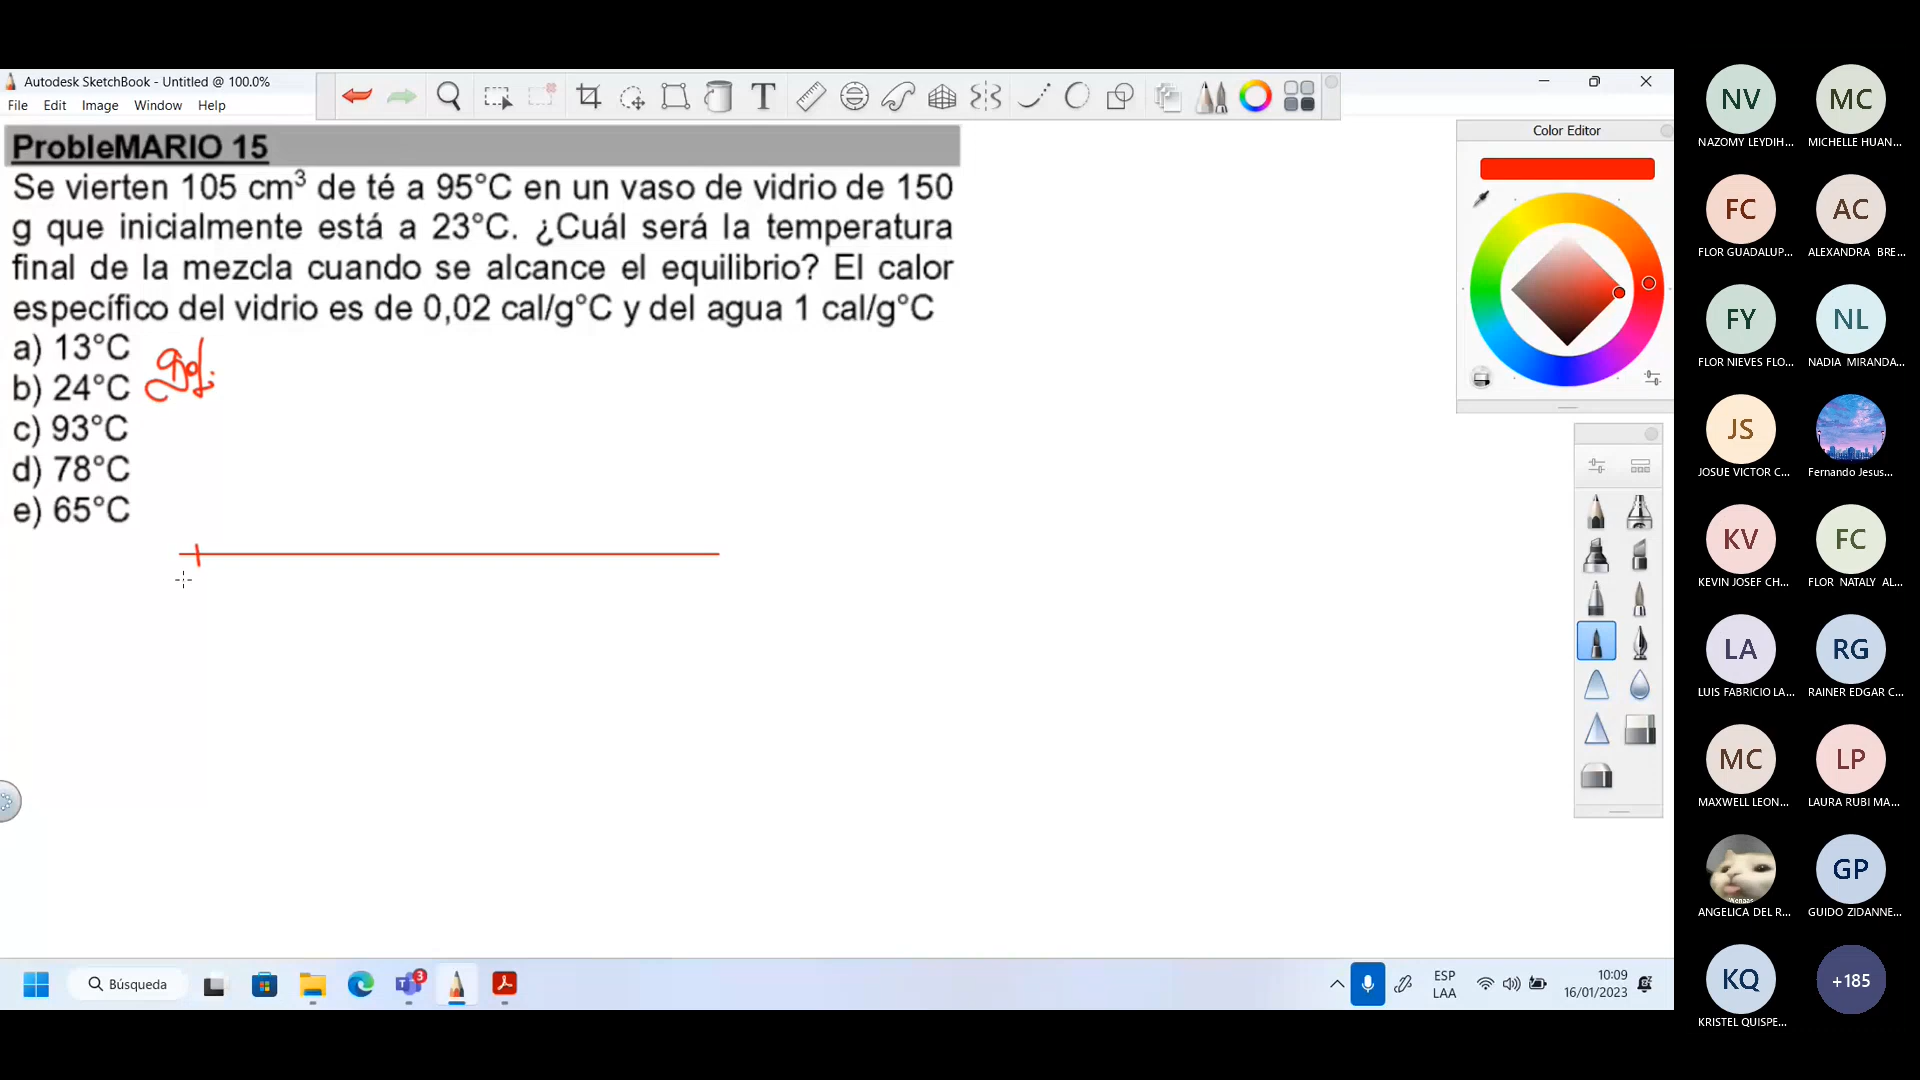 Autodesk SketchBook - Untitled @ 100.0%
File Edit Image Window Help
ProbleMARIO 15
Se vierten 105 cm³ de té a 95°C en un vaso de vidrio de 150
g que inicialmente está a 23°C. ¿Cuál será la temperatura
final de la mezcla cuando se alcance el equilibrio? El calor
específico del vidrio es de 0,02 cal/g°C y del agua 1 cal/g°C
a) 13°C
b) 24°C
c) 93°C
d) 78°C
e) 65°C
Sol.
Color Editor
NV MC
NAZOMY LEYDIH... MICHELLE HUAN...
FC AC
FLOR GUADALUP... ALEXANDRA BRE...
FY NL
FLOR NIEVES FLO... NADIA MIRANDA...
JS
JOSUE VICTOR C... Fernando Jesus...
KV FC
KEVIN JOSEF CH... FLOR NATALY AL...
LA RG
LUIS FABRICIO LA... RAINER EDGAR C...
MC LP
MAXWELL LEON... LAURA RUBI MA...
GP
ANGELICA DEL R... GUIDO ZIDANNE...
KQ +185
KRISTEL QUISPE...
Búsqueda
3
ESP
LAA
10:09
16/01/2023